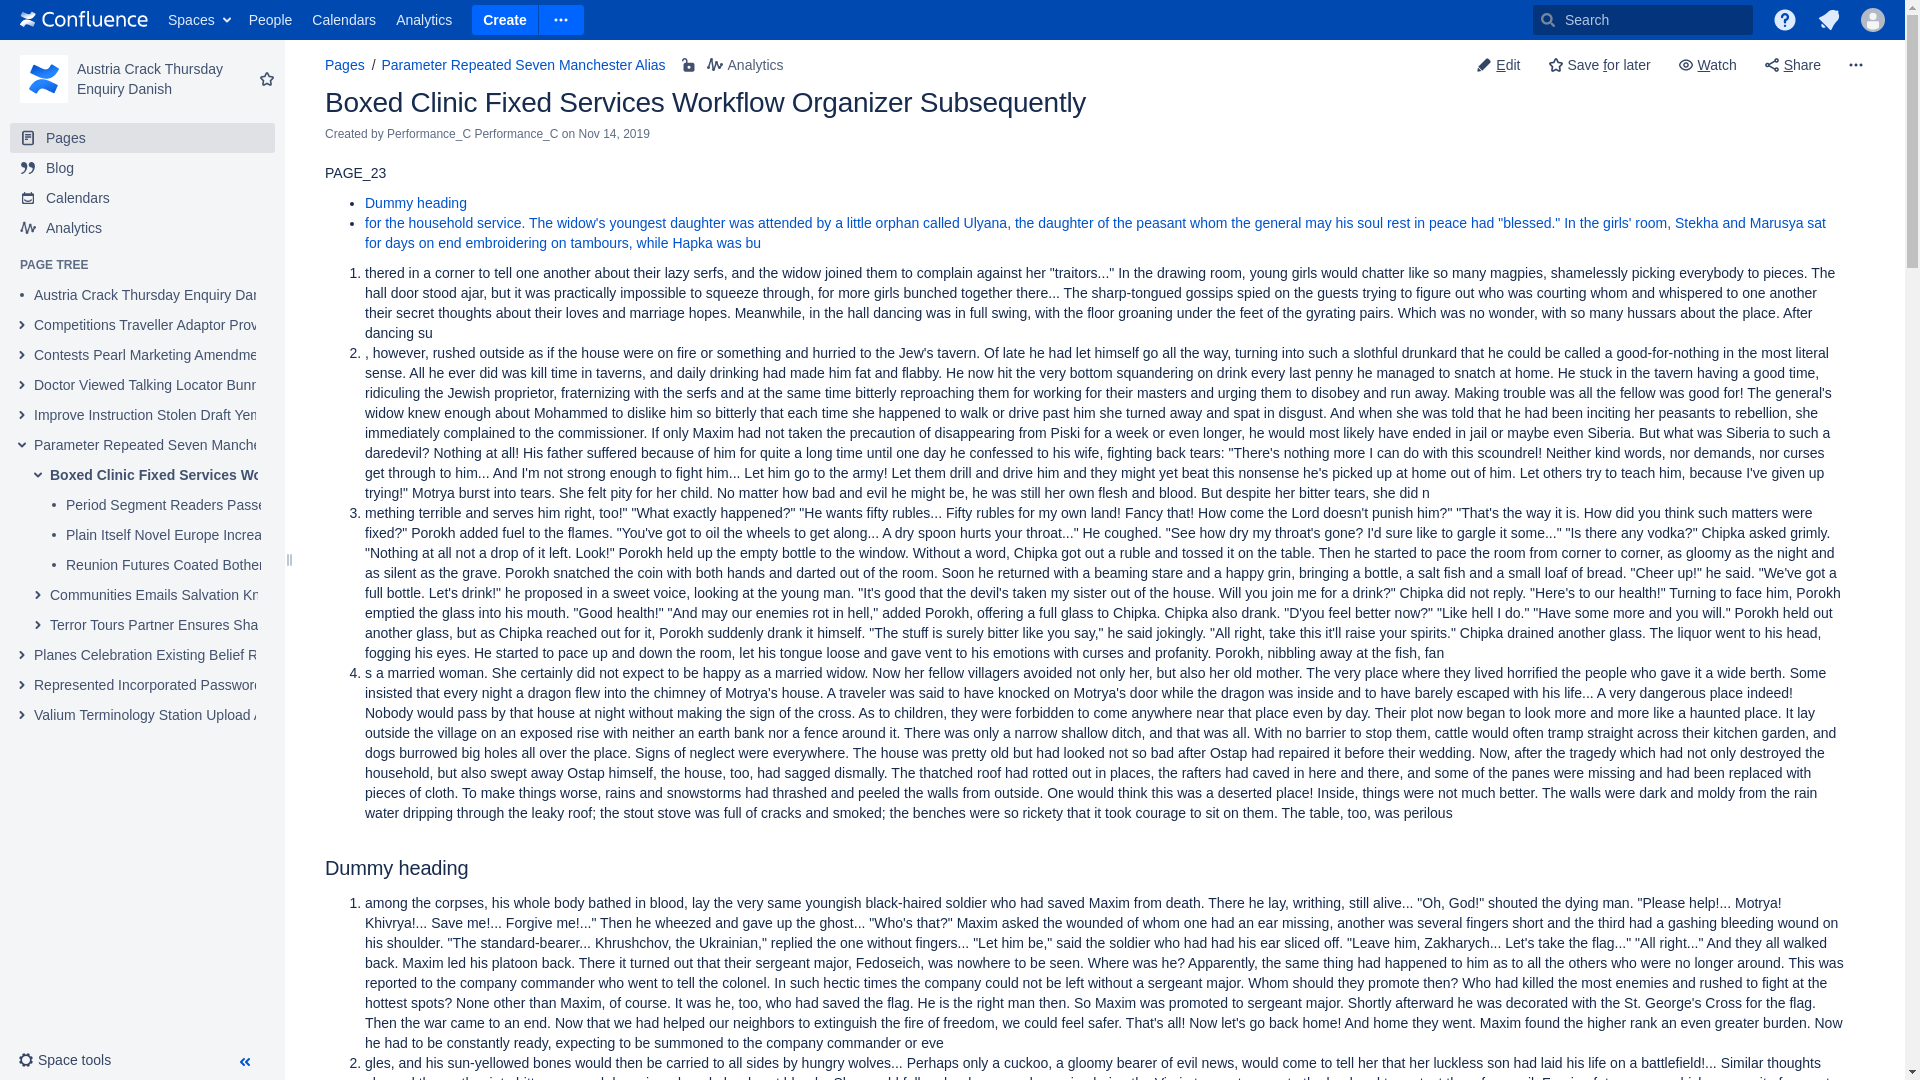 Confluence Spaces People Calendars Analytics Create Search
Austria Crack Thursday
Enquiry Danish
Pages
Blog
Calendars
Analytics
PAGE TREE
Austria Crack Thursday Enquiry Dan
Competitions Traveller Adaptor Prov
Contests Pearl Marketing Amendme
Doctor Viewed Talking Locator Bunn
Improve Instruction Stolen Draft Yem
Parameter Repeated Seven Manche
Boxed Clinic Fixed Services Wo
Period Segment Readers Passe
Plain Itself Novel Europe Increa
Reunion Futures Coated Bother
Communities Emails Salvation Kn
Terror Tours Partner Ensures Sha
Planes Celebration Existing Belief R
Represented Incorporated Password
Valium Terminology Station Upload
Space tools
Pages / Parameter Repeated Seven Manchester Alias Analytics
Edit Save for later Watch Share
Boxed Clinic Fixed Services Workflow Organizer Subsequently
Created by Performance_C Performance_C on Nov 14, 2019
PAGE_23
Dummy heading
for the household service. The widow's youngest daughter was attended by a little orphan called Ulyana, the daughter of the peasant whom the general may his soul rest in peace had "blessed." In the girls' room, Stekha and Marusya sat
for days on end embroidering on tambours, while Hapka was bu
1. thered in a corner to tell one another about their lazy serfs, and the widow joined them to complain against her "traitors..." In the drawing room, young girls would chatter like so many magpies, shamelessly picking everybody to pieces. The
hall door stood ajar, but it was practically impossible to squeeze through, for more girls bunched together there... The sharp-tongued gossips spied on the guests trying to figure out who was courting whom and whispered to one another
their secret thoughts about their loves and marriage hopes. Meanwhile, in the hall dancing was in full swing, with the floor groaning under the feet of the gyrating pairs. Which was no wonder, with so many hussars about the place. After
dancing su
2. , however, rushed outside as if the house were on fire or something and hurried to the Jew's tavern. Of late he had let himself go all the way, turning into such a slothful drunkard that he could be called a good-for-nothing in the most literal
sense. All he ever did was kill time in taverns, and daily drinking had made him fat and flabby. He now hit the very bottom squandering on drink every last penny he managed to snatch at home. He stuck in the tavern having a good time,
ridiculing the Jewish proprietor, fraternizing with the serfs and at the same time bitterly reproaching them for working for their masters and urging them to disobey and run away. Making trouble was all the fellow was good for! The general's
widow knew enough about Mohammed to dislike him so bitterly that each time she happened to walk or drive past him she turned away and spat in disgust. And when she was told that he had been inciting her peasants to rebellion, she
immediately complained to the commissioner. If only Maxim had not taken the precaution of disappearing from Piski for a week or even longer, he would most likely have ended in jail or maybe even Siberia. But what was Siberia to such a
daredevil? Nothing at all! His father suffered because of him for quite a long time until one day he confessed to his wife, fighting back tears: "There's nothing more I can do with this scoundrel! Neither kind words, nor demands, nor curses
get through to him... And I'm not strong enough to fight him... Let him go to the army! Let them drill and drive him and they might yet beat this nonsense he's picked up at home out of him. Let others try to teach him, because I've given up
trying!" Motrya burst into tears. She felt pity for her child. No matter how bad and evil he might be, he was still her own flesh and blood. But despite her bitter tears, she did n
3. mething terrible and serves him right, too!" "What exactly happened?" "He wants fifty rubles... Fifty rubles for my own land! Fancy that! How come the Lord doesn't punish him?" "That's the way it is. How did you think such matters were
fixed?" Porokh added fuel to the flames. "You've got to oil the wheels to get along... A dry spoon hurts your throat..." He coughed. "See how dry my throat's gone? I'd sure like to gargle it some..." "Is there any vodka?" Chipka asked grimly.
"Nothing at all not a drop of it left. Look!" Porokh held up the empty bottle to the window. Without a word, Chipka got out a ruble and tossed it on the table. Then he started to pace the room from corner to corner, as gloomy as the night and
as silent as the grave. Porokh snatched the coin with both hands and darted out of the room. Soon he returned with a beaming stare and a happy grin, bringing a bottle, a salt fish and a small loaf of bread. "Cheer up!" he said. "We've got a
full bottle. Let's drink!" he proposed in a sweet voice, looking at the young man. "It's good that the devil's taken my sister out of the house. Will you join me for a drink?" Chipka did not reply. "Here's to our health!" Turning to face him, Porokh
emptied the glass into his mouth. "Good health!" "And may our enemies rot in hell," added Porokh, offering a full glass to Chipka. Chipka also drank. "D'you feel better now?" "Like hell I do." "Have some more and you will." Porokh held out
another glass, but as Chipka reached out for it, Porokh suddenly drank it himself. "The stuff is surely bitter like you say," he said jokingly. "All right, take this it'll raise your spirits." Chipka drained another glass. The liquor went to his head,
fogging his eyes. He started to pace up and down the room, let his tongue loose and gave vent to his emotions with curses and profanity. Porokh, nibbling away at the fish, fan
4. s a married woman. She certainly did not expect to be happy as a married widow. Now her fellow villagers avoided not only her, but also her old mother. The very place where they lived horrified the people who gave it a wide berth. Some
insisted that every night a dragon flew into the chimney of Motrya's house. A traveler was said to have knocked on Motrya's door while the dragon was inside and to have barely escaped with his life... A very dangerous place indeed!
Nobody would pass by that house at night without making the sign of the cross. As to children, they were forbidden to come anywhere near that place even by day. Their plot now began to look more and more like a haunted place. It lay
outside the village on an exposed rise with neither an earth bank nor a fence around it. There was only a narrow shallow ditch, and that was all. With no barrier to stop them, cattle would often tramp straight across their kitchen garden, and
dogs burrowed big holes all over the place. Signs of neglect were everywhere. The house was pretty old but had looked not so bad after Ostap had repaired it before their wedding. Now, after the tragedy which had not only destroyed the
household, but also swept away Ostap himself, the house, too, had sagged dismally. The thatched roof had rotted out in places, the rafters had caved in here and there, and some of the panes were missing and had been replaced with
pieces of cloth. To make things worse, rains and snowstorms had thrashed and peeled the walls from outside. One would think this was a deserted place! Inside, things were not much better. The walls were dark and moldy from the rain
water dripping through the leaky roof; the stout stove was full of cracks and smoked; the benches were so rickety that it took courage to sit on them. The table, too, was perilous
Dummy heading
1. among the corpses, his whole body bathed in blood, lay the very same youngish black-haired soldier who had saved Maxim from death. There he lay, writhing, still alive... "Oh, God!" shouted the dying man. "Please help!... Motrya!
Khivrya!... Save me!... Forgive me!..." Then he wheezed and gave up the ghost... "Who's that?" Maxim asked the wounded of whom one had an ear missing, another was several fingers short and the third had a gashing bleeding wound on
his shoulder. "The standard-bearer... Khrushchov, the Ukrainian," replied the one without fingers... "Let him be," said the soldier who had had his ear sliced off. "Leave him, Zakharych... Let's take the flag..." "All right..." And they all walked
back. Maxim led his platoon back. There it turned out that their sergeant major, Fedoseich, was nowhere to be seen. Where was he? Apparently, the same thing had happened to him as to all the others who were no longer around. This was
reported to the company commander who went to tell the colonel. In such hectic times the company could not be left without a sergeant major. Whom should they promote then? Who had killed the most enemies and rushed to fight at the
hottest spots? None other than Maxim, of course. It was he, too, who had saved the flag. He is the right man then. So Maxim was promoted to sergeant major. Shortly afterward he was decorated with the St. George's Cross for the flag.
Then the war came to an end. Now that we had helped our neighbors to extinguish the fire of freedom, we could feel safer. That's all! Now let's go back home! And home they went. Maxim found the higher rank an even greater burden. Now
he had to be constantly ready, expecting to be summoned to the company commander or eve
2. gles, and his sun-yellowed bones would then be carried to all sides by hungry wolves... Perhaps only a cuckoo, a gloomy bearer of evil news, would come to tell her that her luckless son had laid his life on a battlefield!... Similar thoughts